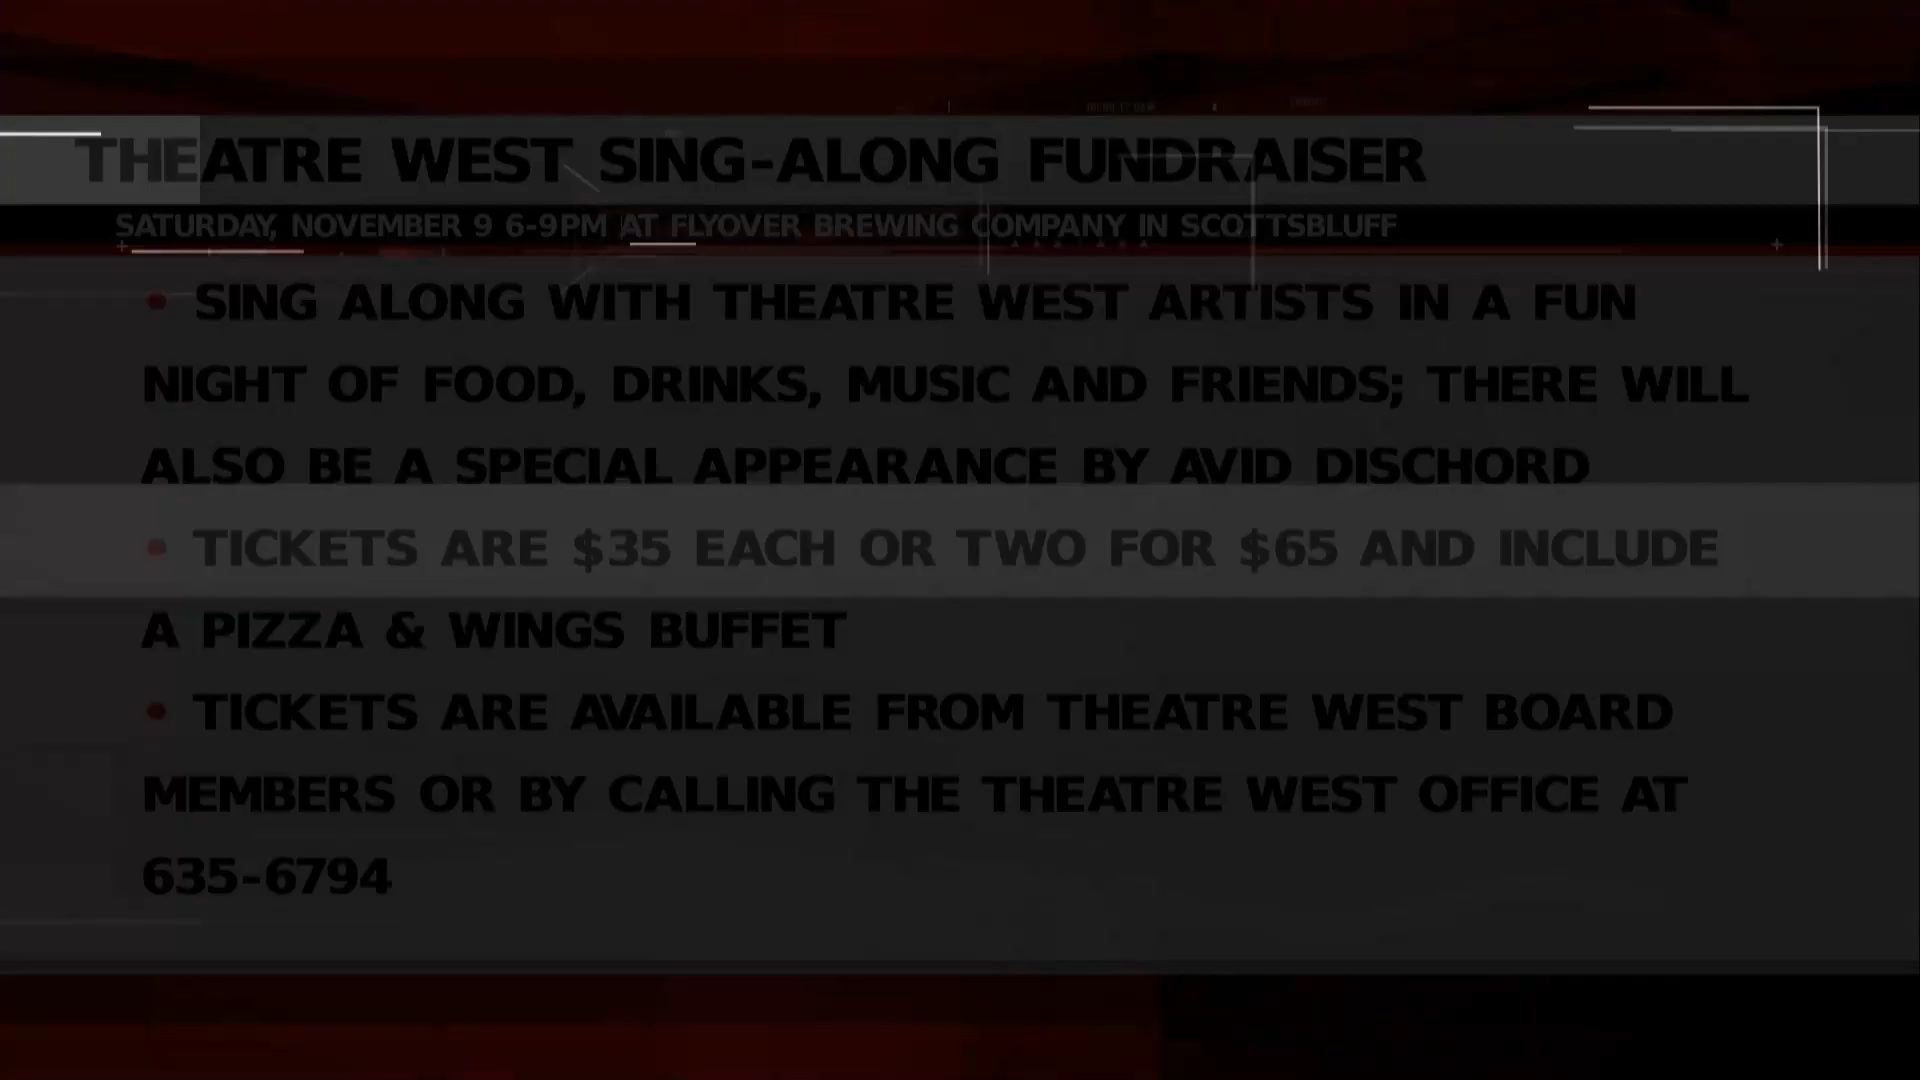 THEATRE WEST SING-ALONG FUNDRAISER
SATURDAY, NOVEMBER 9 6-9PM AT FLYOVER BREWING COMPANY IN SCOTTSBLUFF
• SING ALONG WITH THEATRE WEST ARTISTS IN A FUN
NIGHT OF FOOD, DRINKS, MUSIC AND FRIENDS; THERE WILL
ALSO BE A SPECIAL APPEARANCE BY AVID DISCHORD
• TICKETS ARE $35 EACH OR TWO FOR $65 AND INCLUDE
A PIZZA & WINGS BUFFET
• TICKETS ARE AVAILABLE FROM THEATRE WEST BOARD
MEMBERS OR BY CALLING THE THEATRE WEST OFFICE AT
635-6794